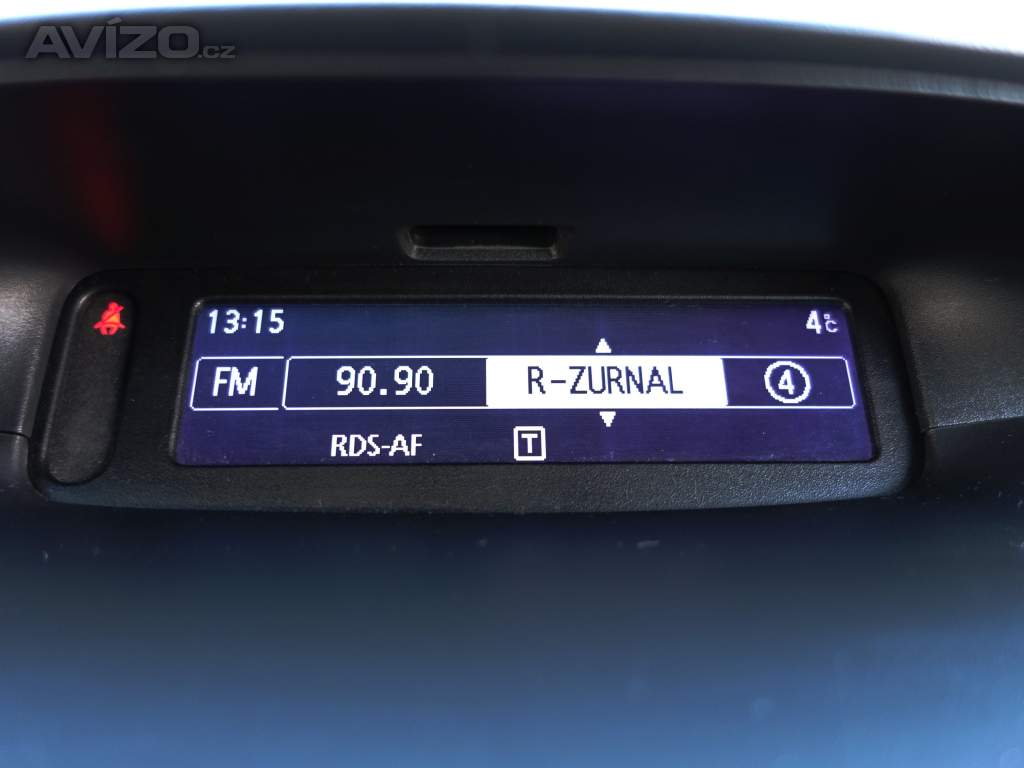 AVÍZO.cz
13:15 4°C
FM 90.90 R-ZURNAL 4
RDS-AF T